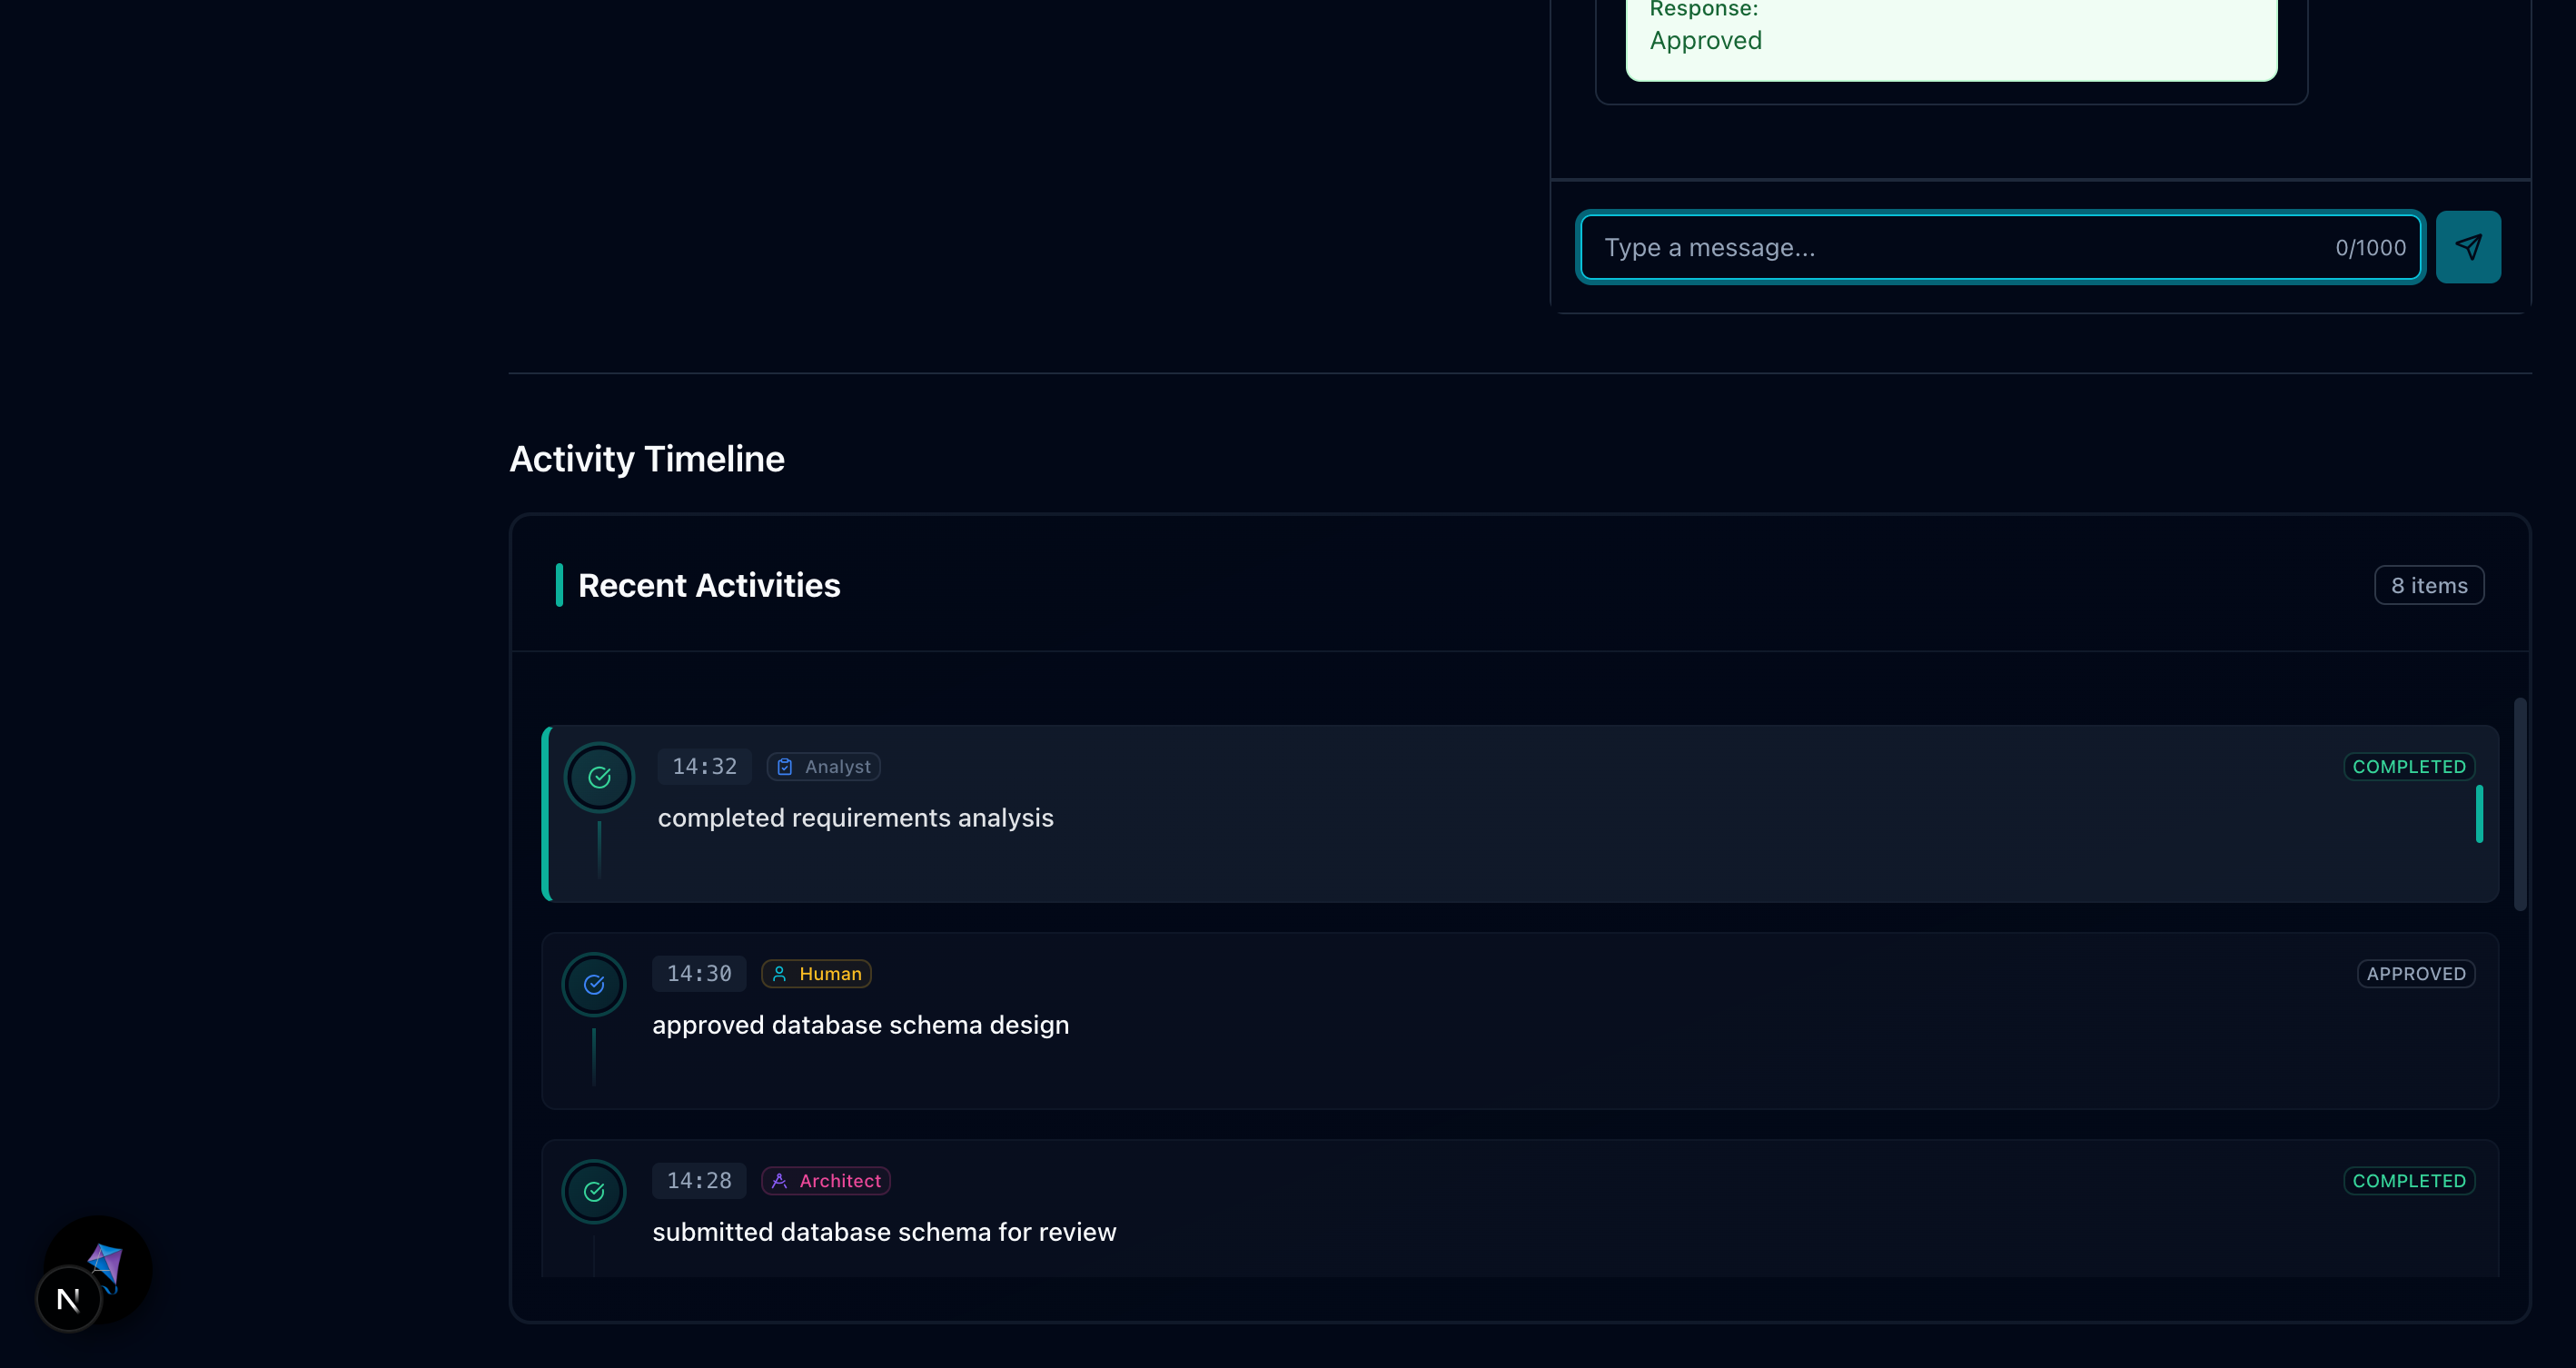 Response:
Approved
Type a message...
0/1000
Activity Timeline
Recent Activities
8 items
14:32
Analyst
COMPLETED
completed requirements analysis
14:30
Human
APPROVED
approved database schema design
14:28
Architect
COMPLETED
submitted database schema for review
N